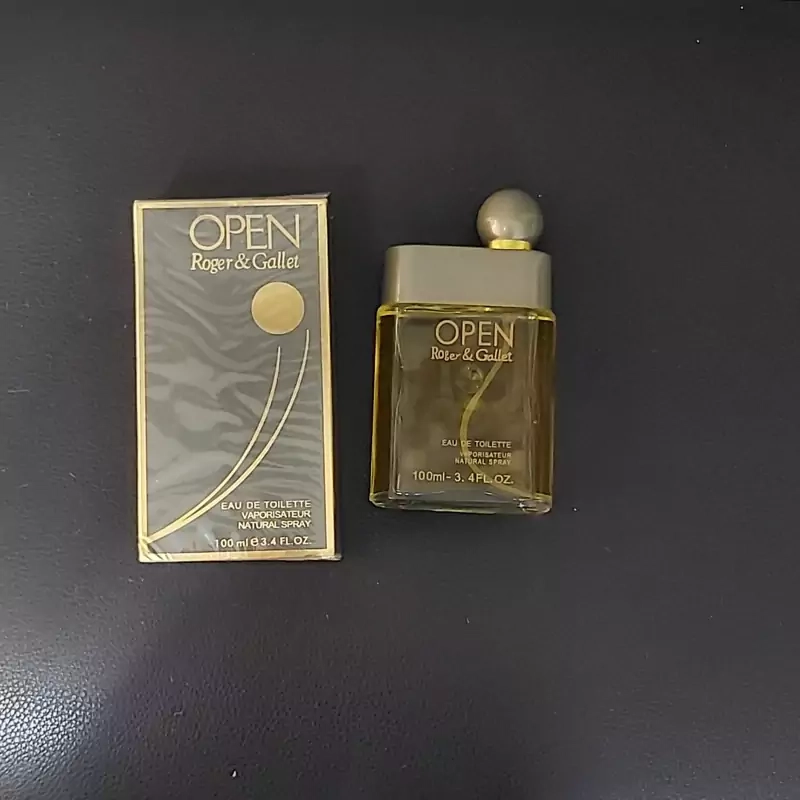 OPEN
Roger & Gallet
EAU DE TOILETTE
VAPORISATEUR
NATURAL SPRAY
100 ml e 3.4 FL.OZ.
OPEN
Roger & Gallet
EAU DE TOILETTE
VAPORISATEUR
NATURAL SPRAY
100ml- 3. 4FL.OZ.